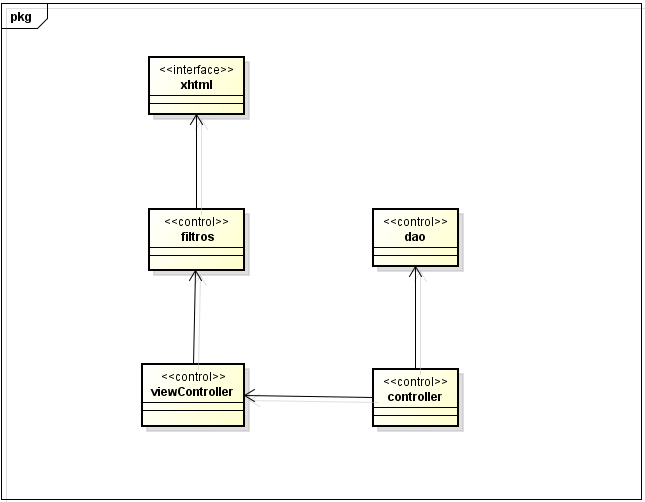 pkg
<<interface>>
xhtml
<<control>>
filtros
<<control>>
dao
<<control>>
viewController
<<control>>
controller